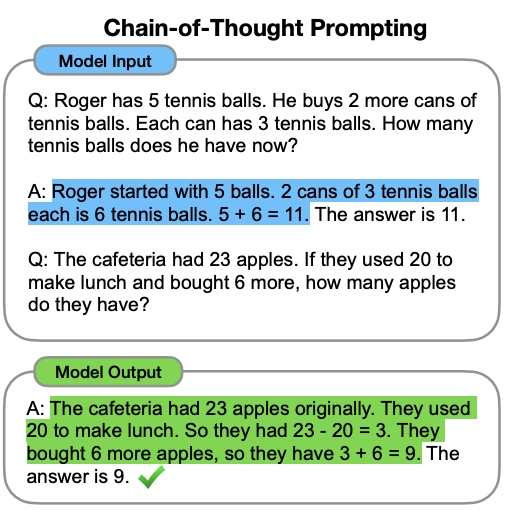 Chain-of-Thought Prompting
Model Input
Q: Roger has 5 tennis balls. He buys 2 more cans of
tennis balls. Each can has 3 tennis balls. How many
tennis balls does he have now?
A: Roger started with 5 balls. 2 cans of 3 tennis balls
each is 6 tennis balls. 5 + 6 = 11. The answer is 11.
Q: The cafeteria had 23 apples. If they used 20 to
make lunch and bought 6 more, how many apples
do they have?
Model Output
A: The cafeteria had 23 apples originally. They used
20 to make lunch. So they had 23 - 20 = 3. They
bought 6 more apples, so they have 3 + 6 = 9. The
answer is 9.